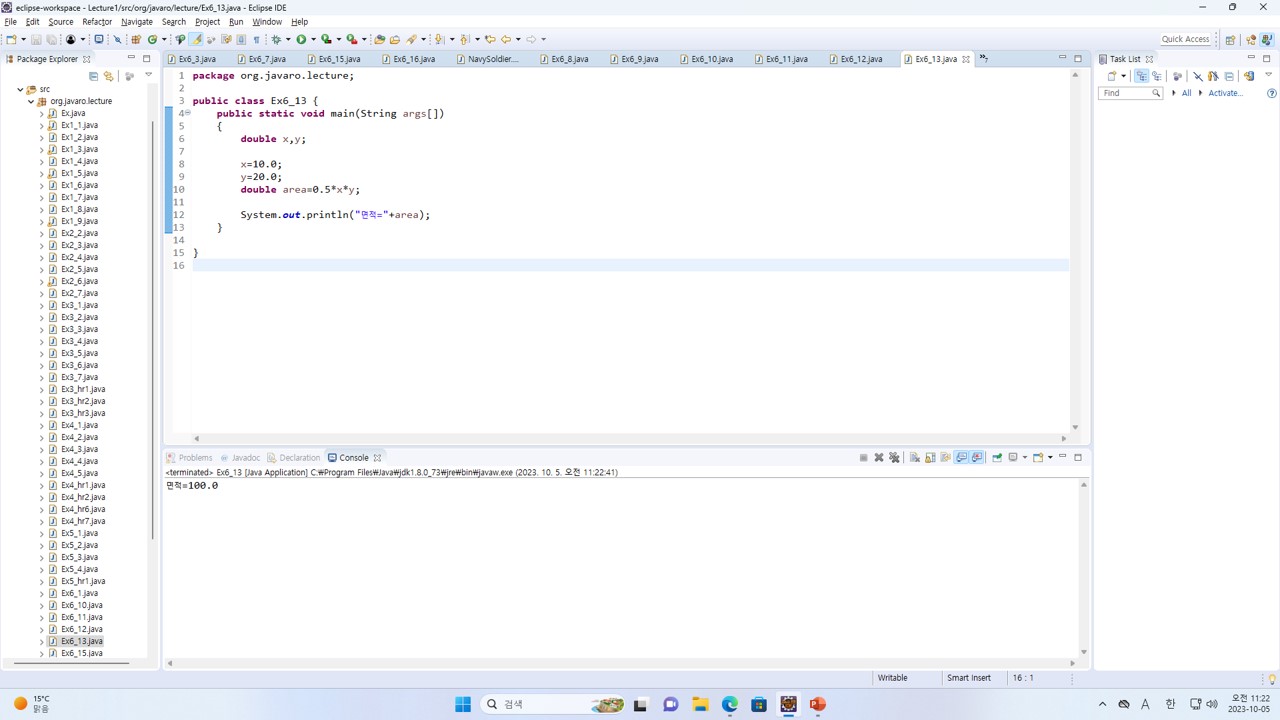 eclipse-workspace - Lecture1/src/org/javaro/lecture/Ex6_13.java - Eclipse IDE
File Edit Source Refactor Navigate Search Project Run Window Help
Quick Access
Package Explorer
Ex6_3.java Ex6_7.java Ex6_15.java Ex6_16.java NavySoldier.... Ex6_8.java Ex6_9.java Ex6_10.java Ex6_11.java Ex6_12.java Ex6_13.java
Task List
Find All Activate...
src
org.javaro.lecture
Ex.java
Ex1_1.java
Ex1_2.java
Ex1_3.java
Ex1_4.java
Ex1_5.java
Ex1_6.java
Ex1_7.java
Ex1_8.java
Ex1_9.java
Ex2_2.java
Ex2_3.java
Ex2_4.java
Ex2_5.java
Ex2_6.java
Ex2_7.java
Ex3_1.java
Ex3_2.java
Ex3_3.java
Ex3_4.java
Ex3_5.java
Ex3_6.java
Ex3_7.java
Ex3_hr1.java
Ex3_hr2.java
Ex3_hr3.java
Ex4_1.java
Ex4_2.java
Ex4_3.java
Ex4_4.java
Ex4_5.java
Ex4_hr1.java
Ex4_hr2.java
Ex4_hr6.java
Ex4_hr7.java
Ex5_1.java
Ex5_2.java
Ex5_3.java
Ex5_4.java
Ex5_hr1.java
Ex6_1.java
Ex6_10.java
Ex6_11.java
Ex6_12.java
Ex6_13.java
Ex6_15.java
1 package org.javaro.lecture;
2
3 public class Ex6_13 {
4 public static void main(String args[])
5 {
6 double x,y;
7
8 x=10.0;
9 y=20.0;
10 double area=0.5*x*y;
11
12 System.out.println("면적="+area);
13 }
14
15 }
16
Problems Javadoc Declaration Console
<terminated> Ex6_13 [Java Application] C:₩Program Files₩Java₩jdk1.8.0_73₩jre₩bin₩javaw.exe (2023. 10. 5. 오전 11:22:41)
면적=100.0
Writable Smart Insert 16 : 1
15℃
맑음
검색
A 한
오전 11:22
2023-10-05